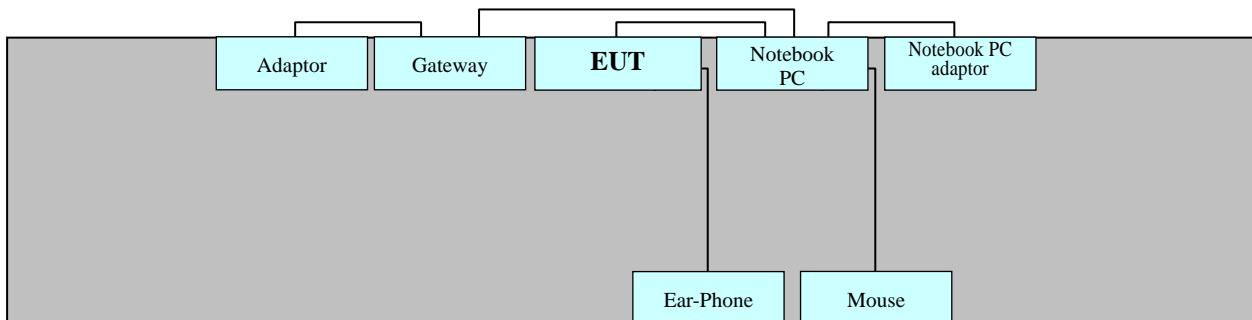 Adaptor
Gateway
EUT
Notebook
PC
Notebook PC
adaptor
Ear-Phone
Mouse